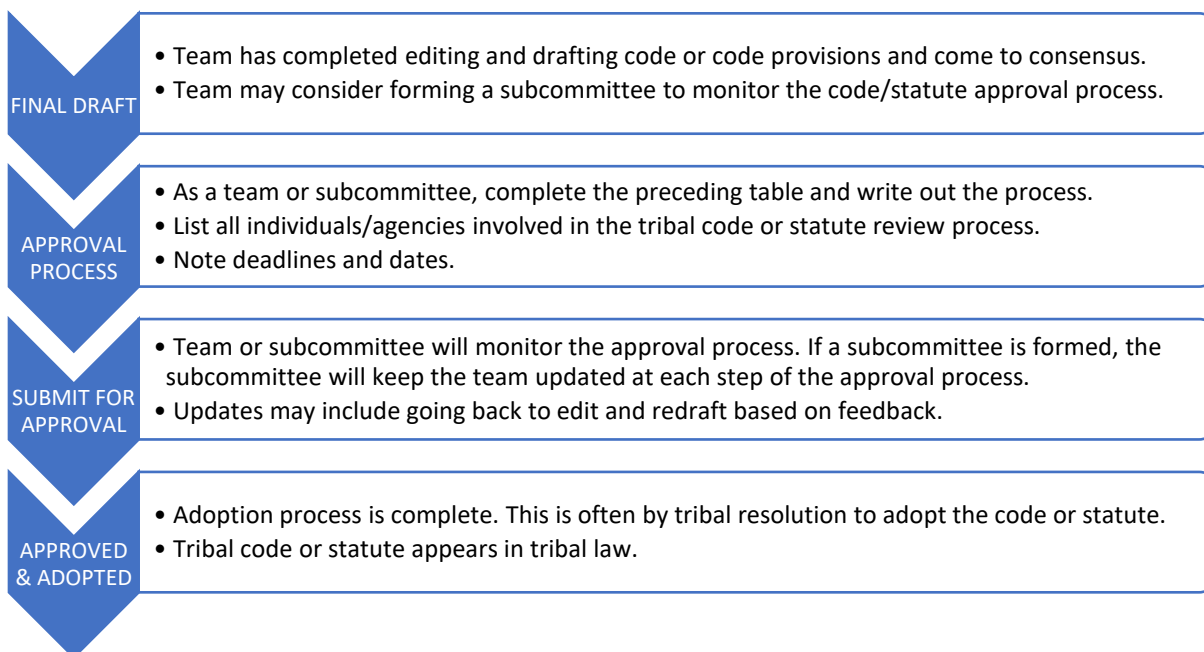 FINAL DRAFT
• Team has completed editing and drafting code or code provisions and come to consensus.
• Team may consider forming a subcommittee to monitor the code/statute approval process.
APPROVAL
PROCESS
• As a team or subcommittee, complete the preceding table and write out the process.
• List all individuals/agencies involved in the tribal code or statute review process.
• Note deadlines and dates.
SUBMIT FOR
APPROVAL
• Team or subcommittee will monitor the approval process. If a subcommittee is formed, the
subcommittee will keep the team updated at each step of the approval process.
• Updates may include going back to edit and redraft based on feedback.
APPROVED
& ADOPTED
• Adoption process is complete. This is often by tribal resolution to adopt the code or statute.
• Tribal code or statute appears in tribal law.